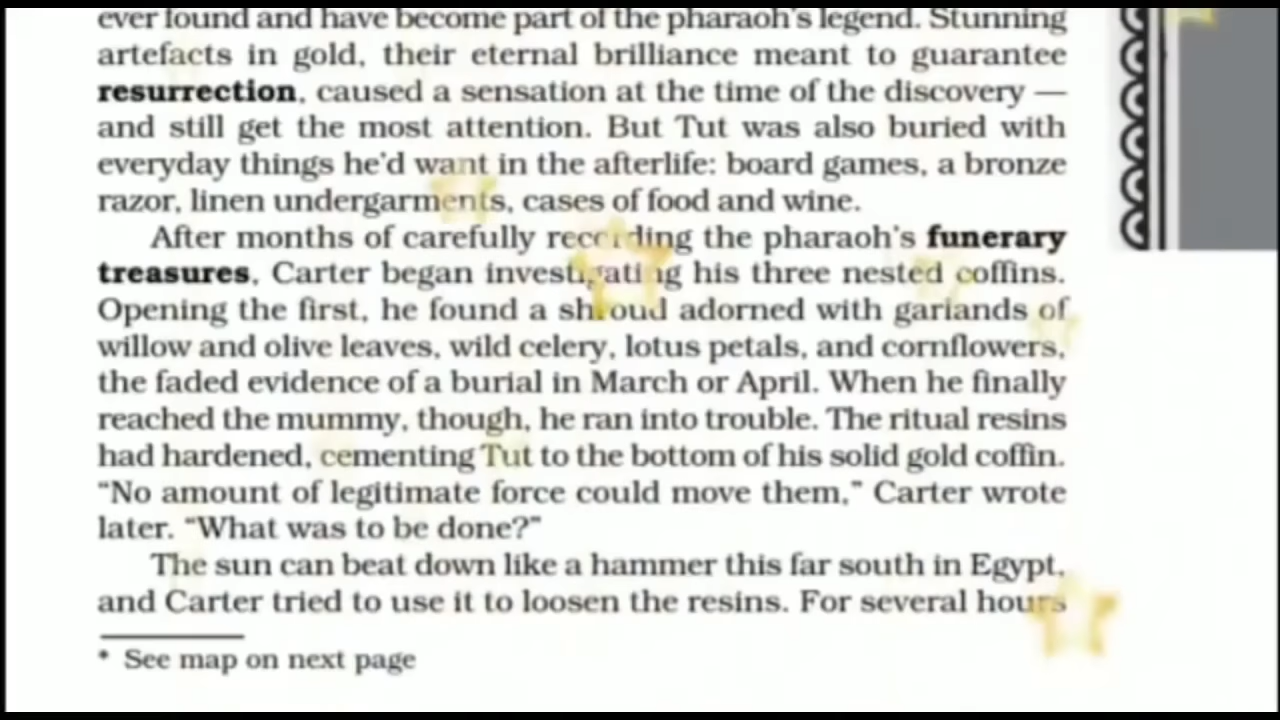 ever found and have become part of the pharaoh's legend. Stunning
artefacts in gold, their eternal brilliance meant to guarantee
resurrection, caused a sensation at the time of the discovery —
and still get the most attention. But Tut was also buried with
everyday things he'd want in the afterlife: board games, a bronze
razor, linen undergarments, cases of food and wine.
After months of carefully recording the pharaoh's funerary
treasures, Carter began investigating his three nested coffins.
Opening the first, he found a shroud adorned with garlands of
willow and olive leaves, wild celery, lotus petals, and cornflowers,
the faded evidence of a burial in March or April. When he finally
reached the mummy, though, he ran into trouble. The ritual resins
had hardened, cementing Tut to the bottom of his solid gold coffin.
“No amount of legitimate force could move them,” Carter wrote
later. “What was to be done?”
The sun can beat down like a hammer this far south in Egypt,
and Carter tried to use it to loosen the resins. For several hours
* See map on next page